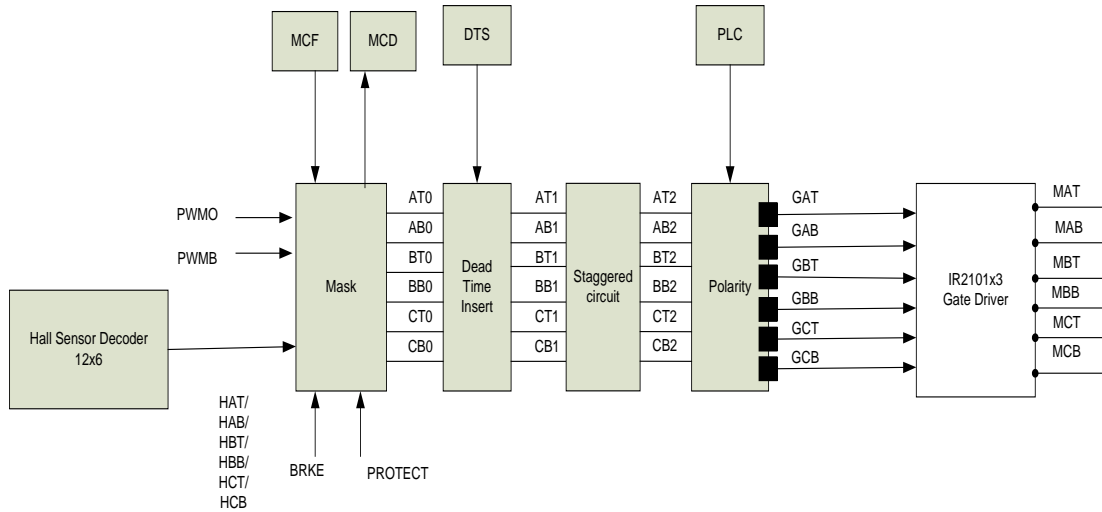 MCF
MCD
DTS
PLC
PWMO
PWMB
Hall Sensor Decoder
12x6
HAT/
HAB/
HBT/
HBB/
HCT/
HCB
BRKE
PROTECT
Mask
AT0
AB0
BT0
BB0
CT0
CB0
Dead
Time
Insert
AT1
AB1
BT1
BB1
CT1
CB1
Staggered
circuit
AT2
AB2
BT2
BB2
CT2
CB2
Polarity
GAT
GAB
GBT
GBB
GCT
GCB
IR2101x3
Gate Driver
MAT
MAB
MBT
MBB
MCT
MCB